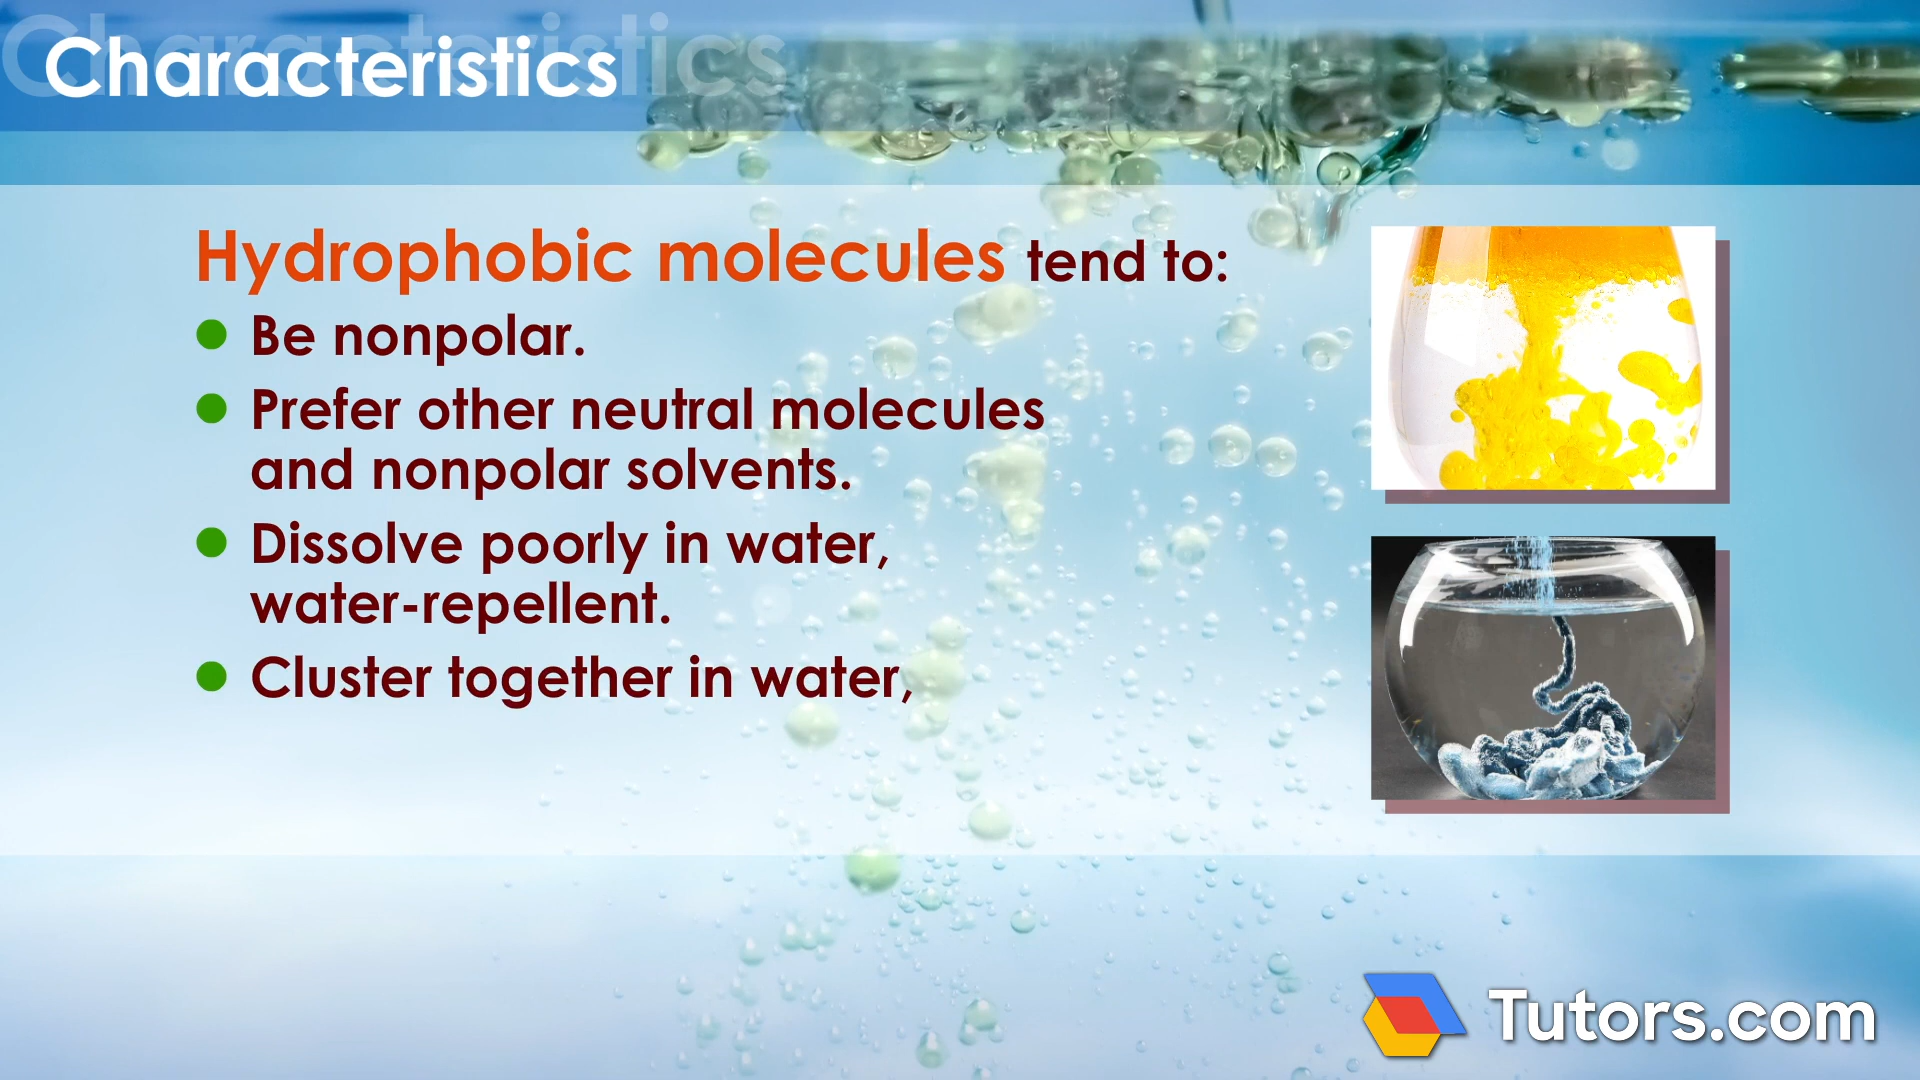 Characteristics
Characteristics
Hydrophobic molecules tend to:
Be nonpolar.
Prefer other neutral molecules
and nonpolar solvents.
Dissolve poorly in water,
water-repellent.
Cluster together in water,
Tutors.com